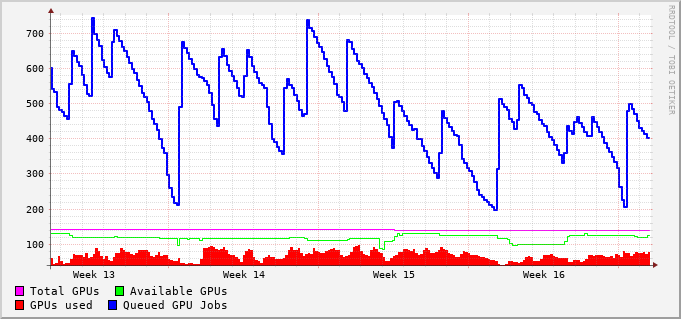 700
600
500
400
300
200
100
Week 13 Week 14 Week 15 Week 16
Total GPUs Available GPUs
GPUs used Queued GPU Jobs
RRDTOOL / TOBI OETIKER